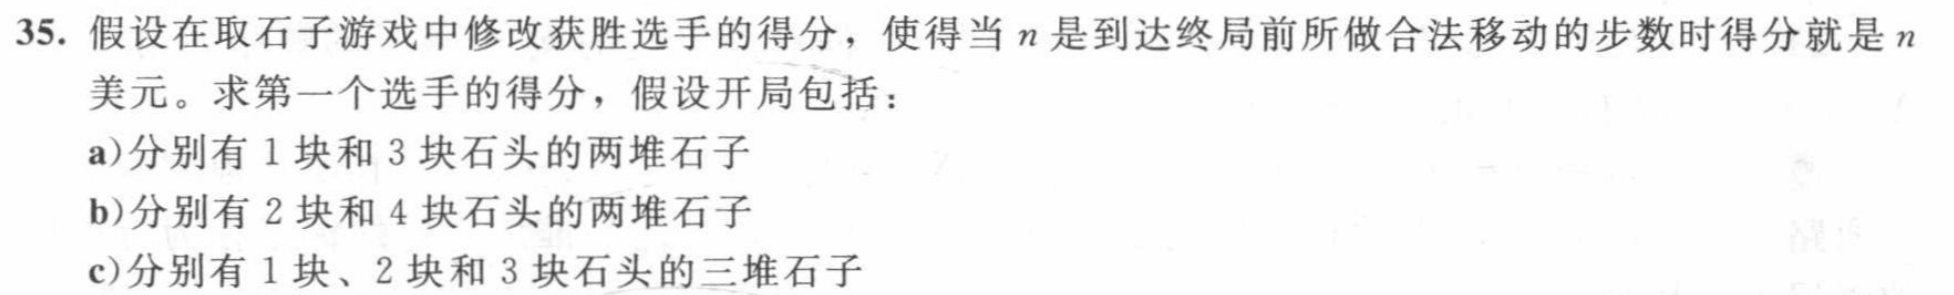 35. 假设在取石子游戏中修改获胜选手的得分，使得当 n 是到达终局前所做合法移动的步数时得分就是 n
美元。求第一个选手的得分，假设开局包括：
a)分别有 1 块和 3 块石头的两堆石子
b)分别有 2 块和 4 块石头的两堆石子
c)分别有 1 块、2 块和 3 块石头的三堆石子